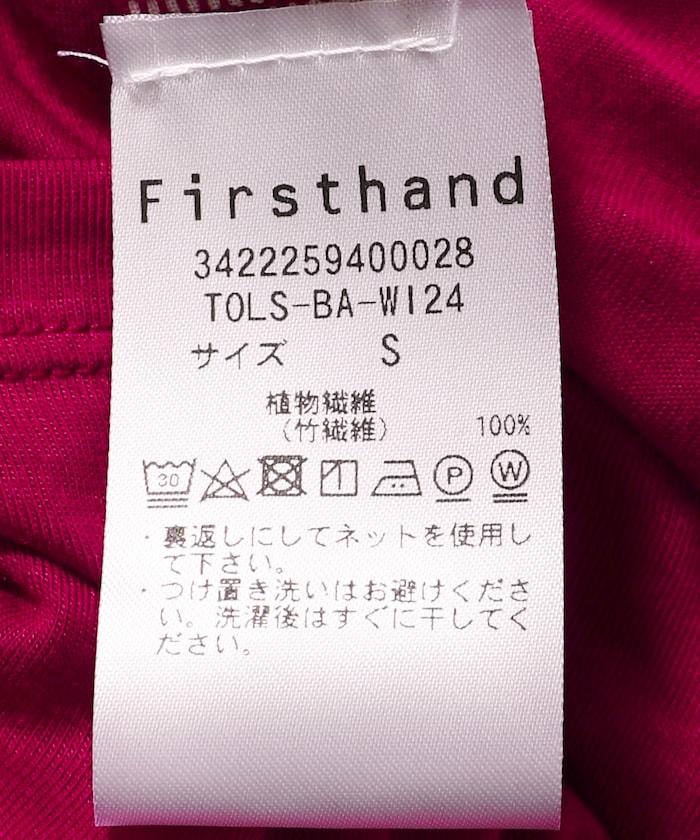 Firsthand
3422259400028
TOLS-BA-WI24
サイズ S
植物繊維
(竹繊維) 100%
30 P W
・裏返しにしてネットを使用し
て下さい。
・つけ置き洗いはお避けくださ
い。洗濯後はすぐに干してく
ださい。